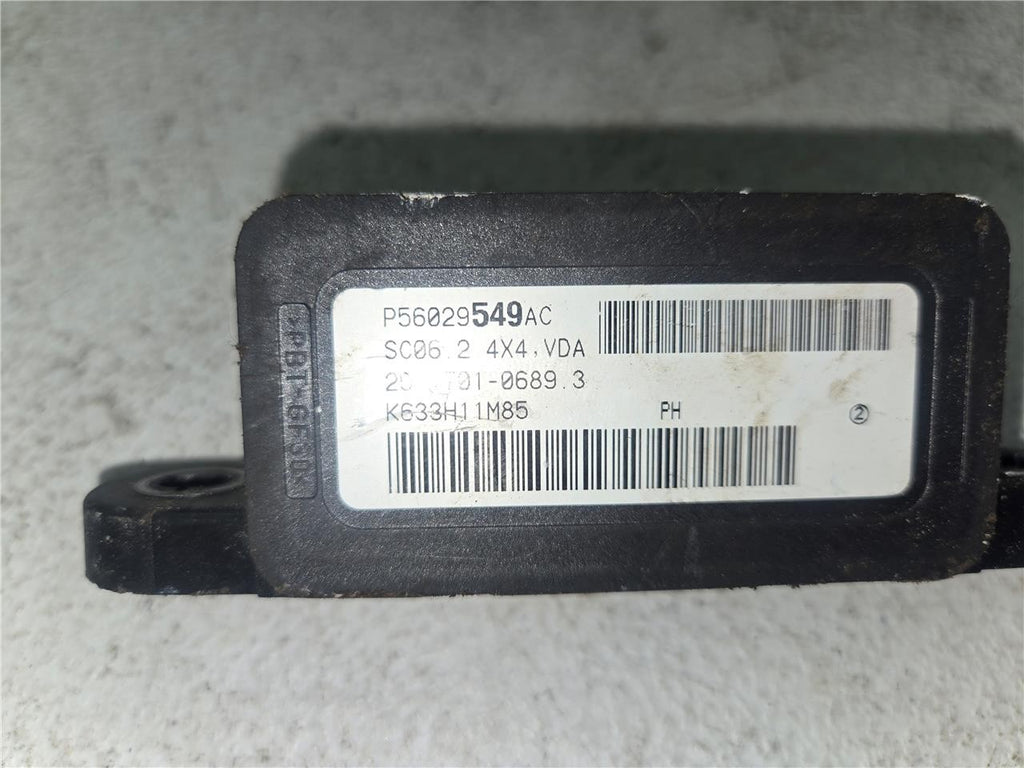 P56029549AC
SC06.2 4X4,VDA
K633H11M85 PH ②
>PBT-GF30<